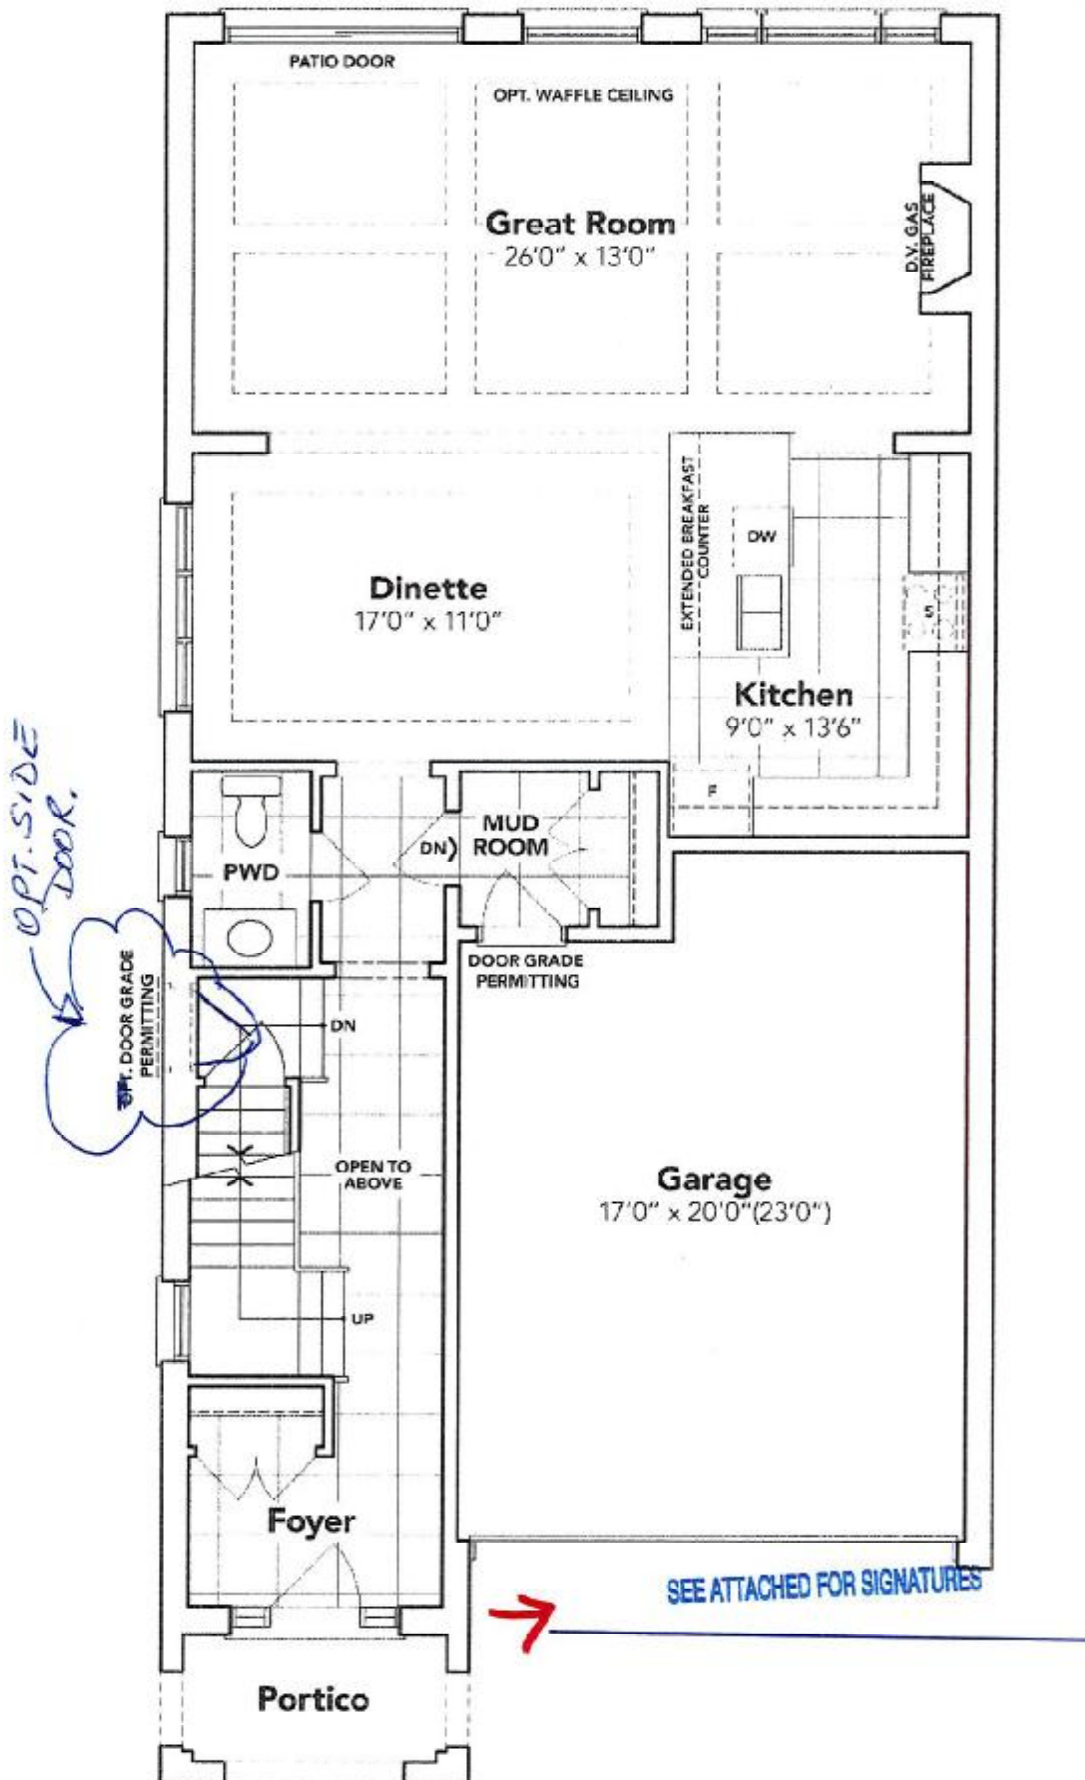 PATIO DOOR
OPT. WAFFLE CEILING
Great Room
26'0" x 13'0"
D.V. GAS
FIREPLACE
EXTENDED BREAKFAST
COUNTER
DW
S
Dinette
17'0" x 11'0"
Kitchen
9'0" x 13'6"
F
OPT. SIDE
DOOR.
MUD
ROOM
DN
PWD
DOOR GRADE
PERMITTING
OPT. DOOR GRADE
PERMITTING
DN
OPEN TO
ABOVE
Garage
17'0" x 20'0"(23'0")
UP
Foyer
SEE ATTACHED FOR SIGNATURES
Portico